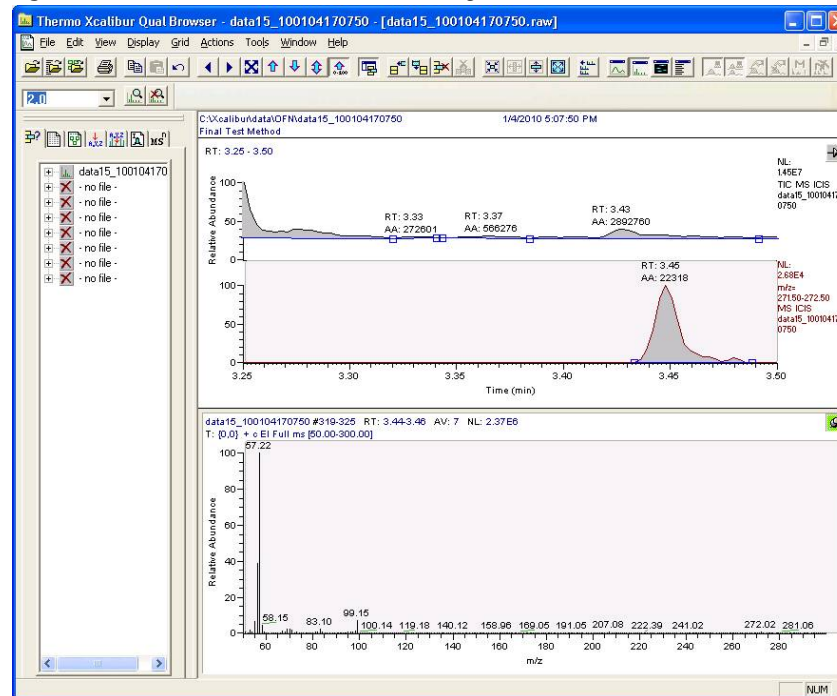 Thermo Xcalibur Qual Browser - data15_100104170750 - [data15_100104170750.raw]
File Edit View Display Grid Actions Tools Window Help
2.0
C:\Xcalibur\data\OFN\data15_100104170750 1/4/2010 5:07:50 PM
Final Test Method
data15_100104170
- no file -
- no file -
- no file -
- no file -
- no file -
- no file -
- no file -
RT: 3.25 - 3.50
NL:
1.45E7
TIC MS ICIS
data15_10010417
0750
Relative Abundance
100
50
0
RT: 3.33
AA: 272601
RT: 3.37
AA: 566276
RT: 3.43
AA: 2892760
NL:
2.68E4
m/z=
271.50-272.50
MS ICIS
data15_10010417
0750
100
50
0
RT: 3.45
AA: 22318
3.25 3.30 3.35 3.40 3.45 3.50
Time (min)
data15_100104170750 #319-325 RT: 3.44-3.46 AV: 7 NL: 2.37E6
T: {0,0} + c EI Full ms [50.00-300.00]
Relative Abundance
100
80
60
40
20
0
57.22
58.15 83.10 99.15 100.14 119.18 140.12 158.96 169.05 191.05 207.08 222.39 241.02 272.02 281.06
60 80 100 120 140 160 180 200 220 240 260 280
m/z
NUM